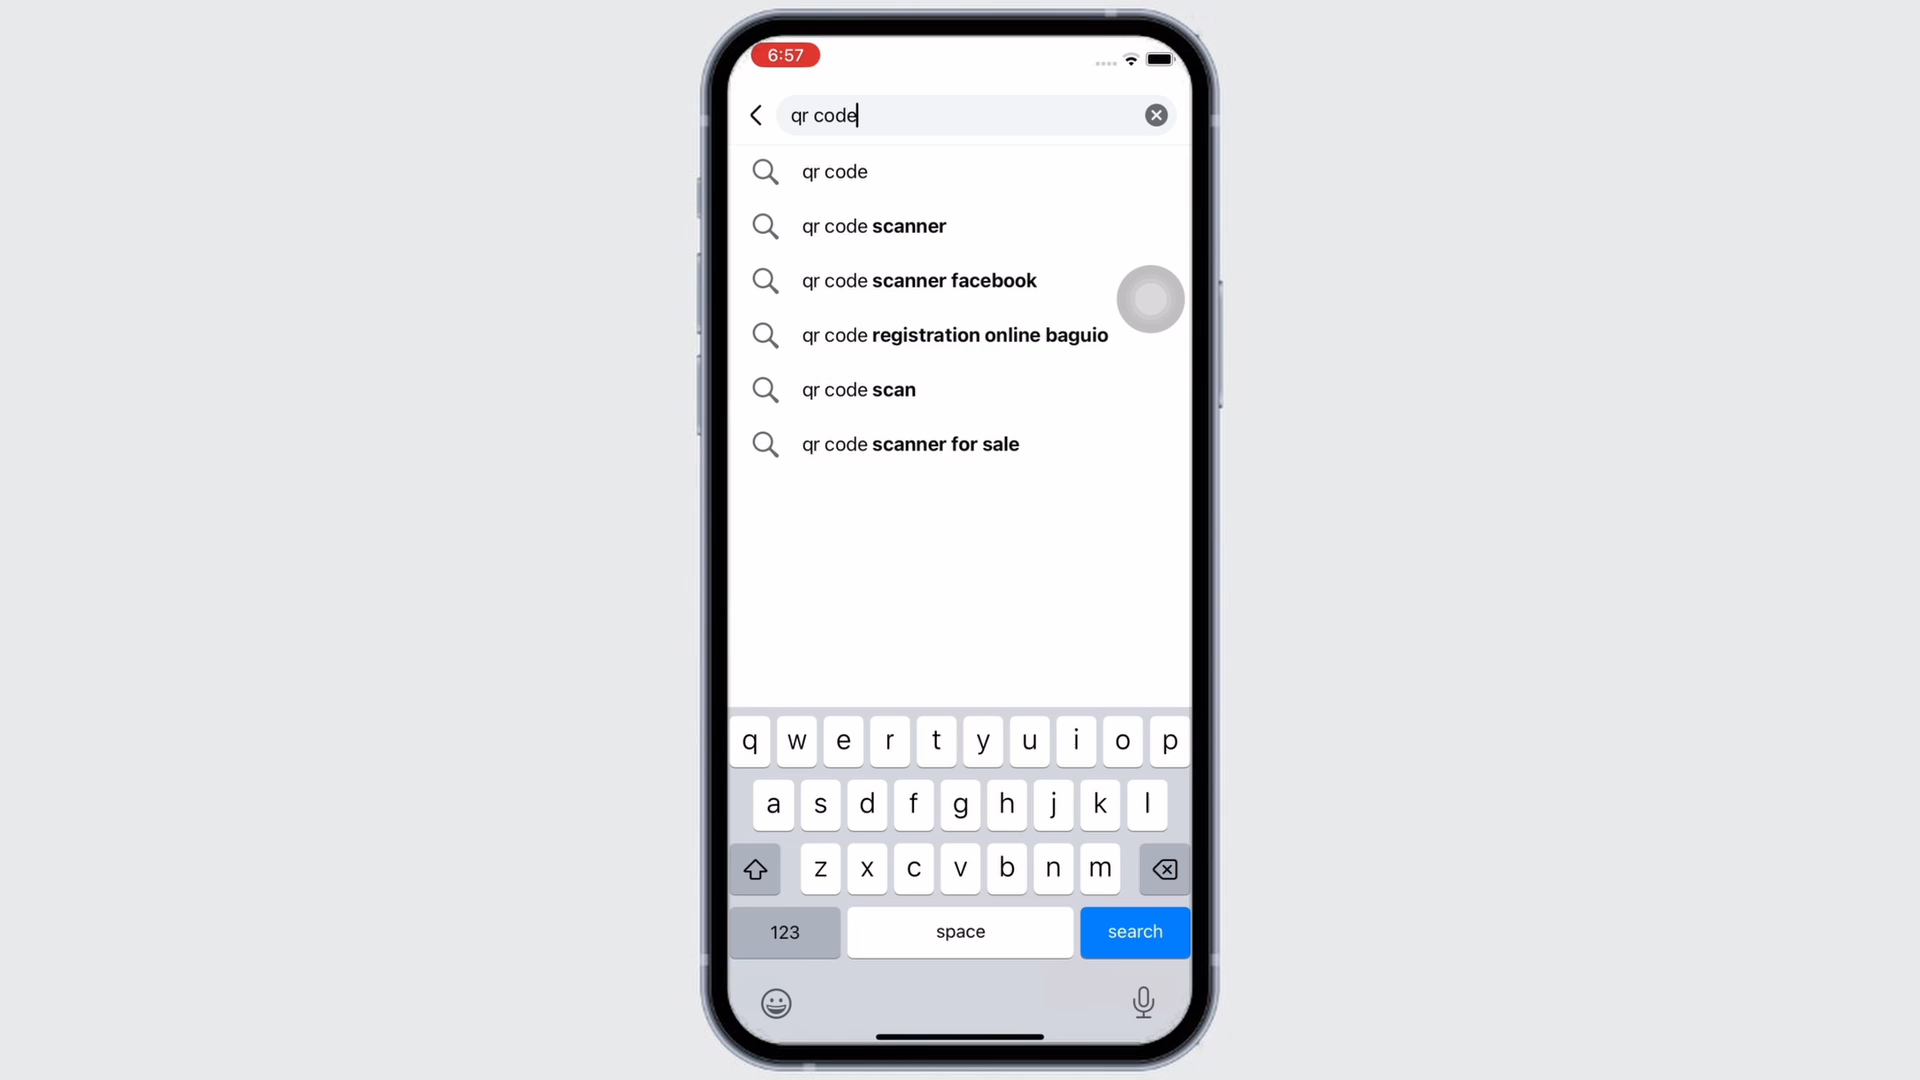 6:57
qr code
qr code
qr code scanner
qr code scanner facebook
qr code registration online baguio
qr code scan
qr code scanner for sale
q w e r t y u i o p
a s d f g h j k l
z x c v b n m
123 space search